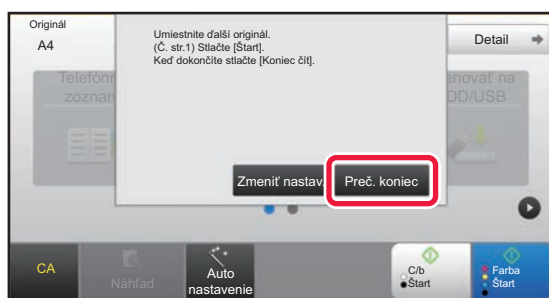 Originál
A4
Umiestnite ďalší originál.
(Č. str.1) Stlačte [Štart].
Keď dokončíte stlačte [Koniec čít].
Detail
Telefónn
zoznam
enovať na
DD/USB
Zmeniť nastav.
Preč. koniec
CA
Náhľad
Auto
nastavenie
C/b
Štart
Farba
Štart